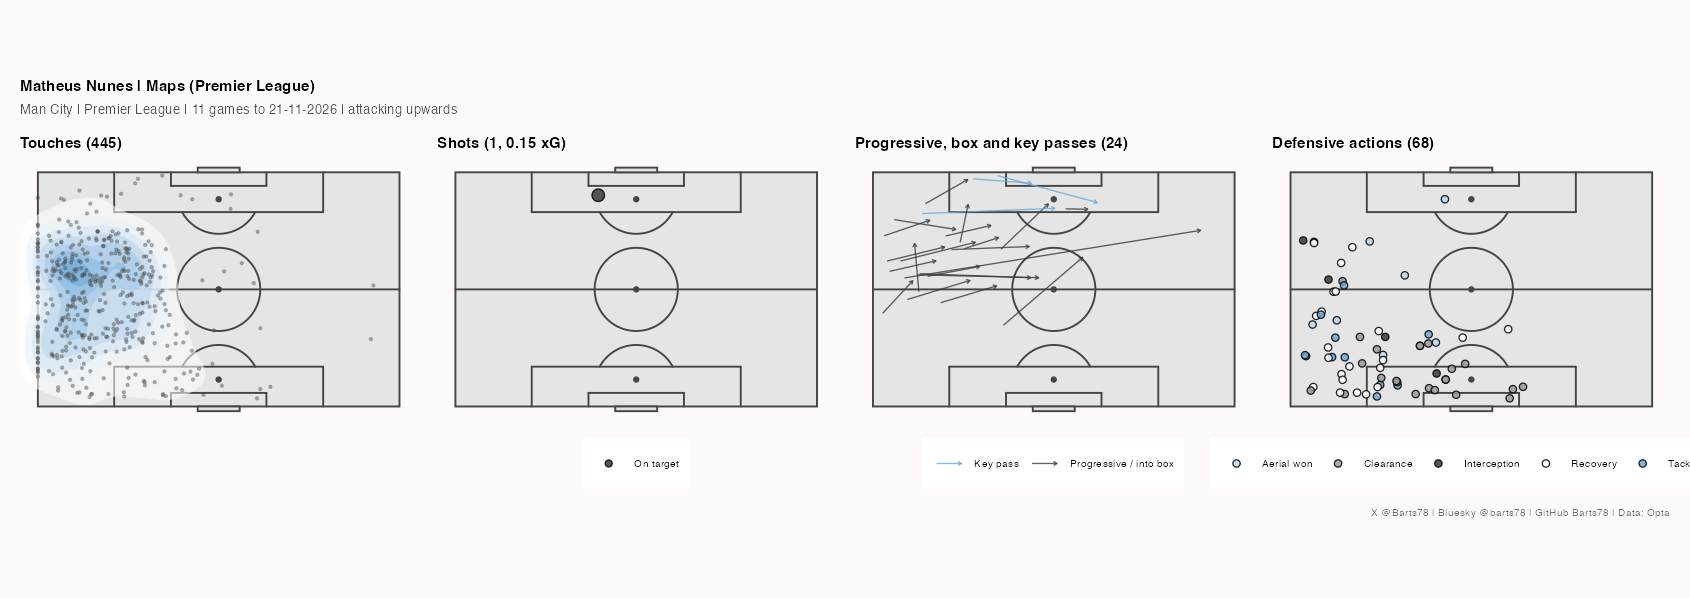 Matheus Nunes | Maps (Premier League)
Man City | Premier League | 11 games to 21-11-2026 | attacking upwards
Touches (445)
Shots (1, 0.15 xG)
Progressive, box and key passes (24)
Defensive actions (68)
On target
Key pass
Progressive / into box
Aerial won
Clearance
Interception
Recovery
Tack
X @Barts78 | Bluesky @barts78 | GitHub Barts78 | Data: Opta